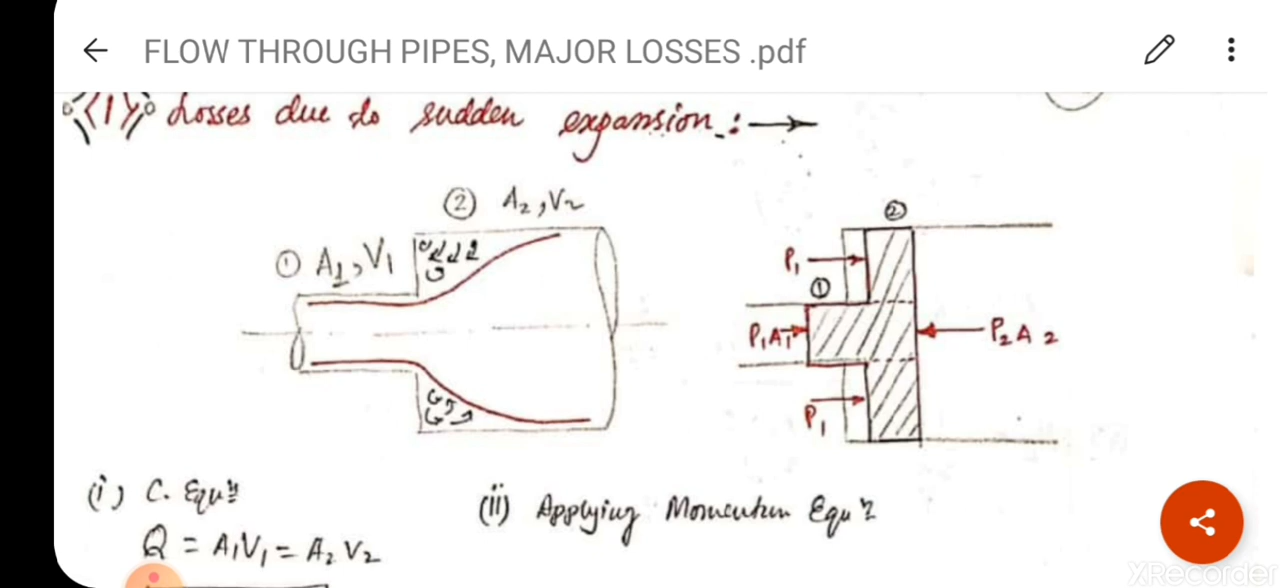 FLOW THROUGH PIPES, MAJOR LOSSES .pdf
<1> Losses due to sudden expansion :→
② A₂, V₂
① A₁, V₁
②
P₁
①
P₁A₁
P₂A₂
P₁
(i) C. Equⁿ
(ii) Applying Momentum Equⁿ
Q = A₁V₁ = A₂V₂
XRecorder